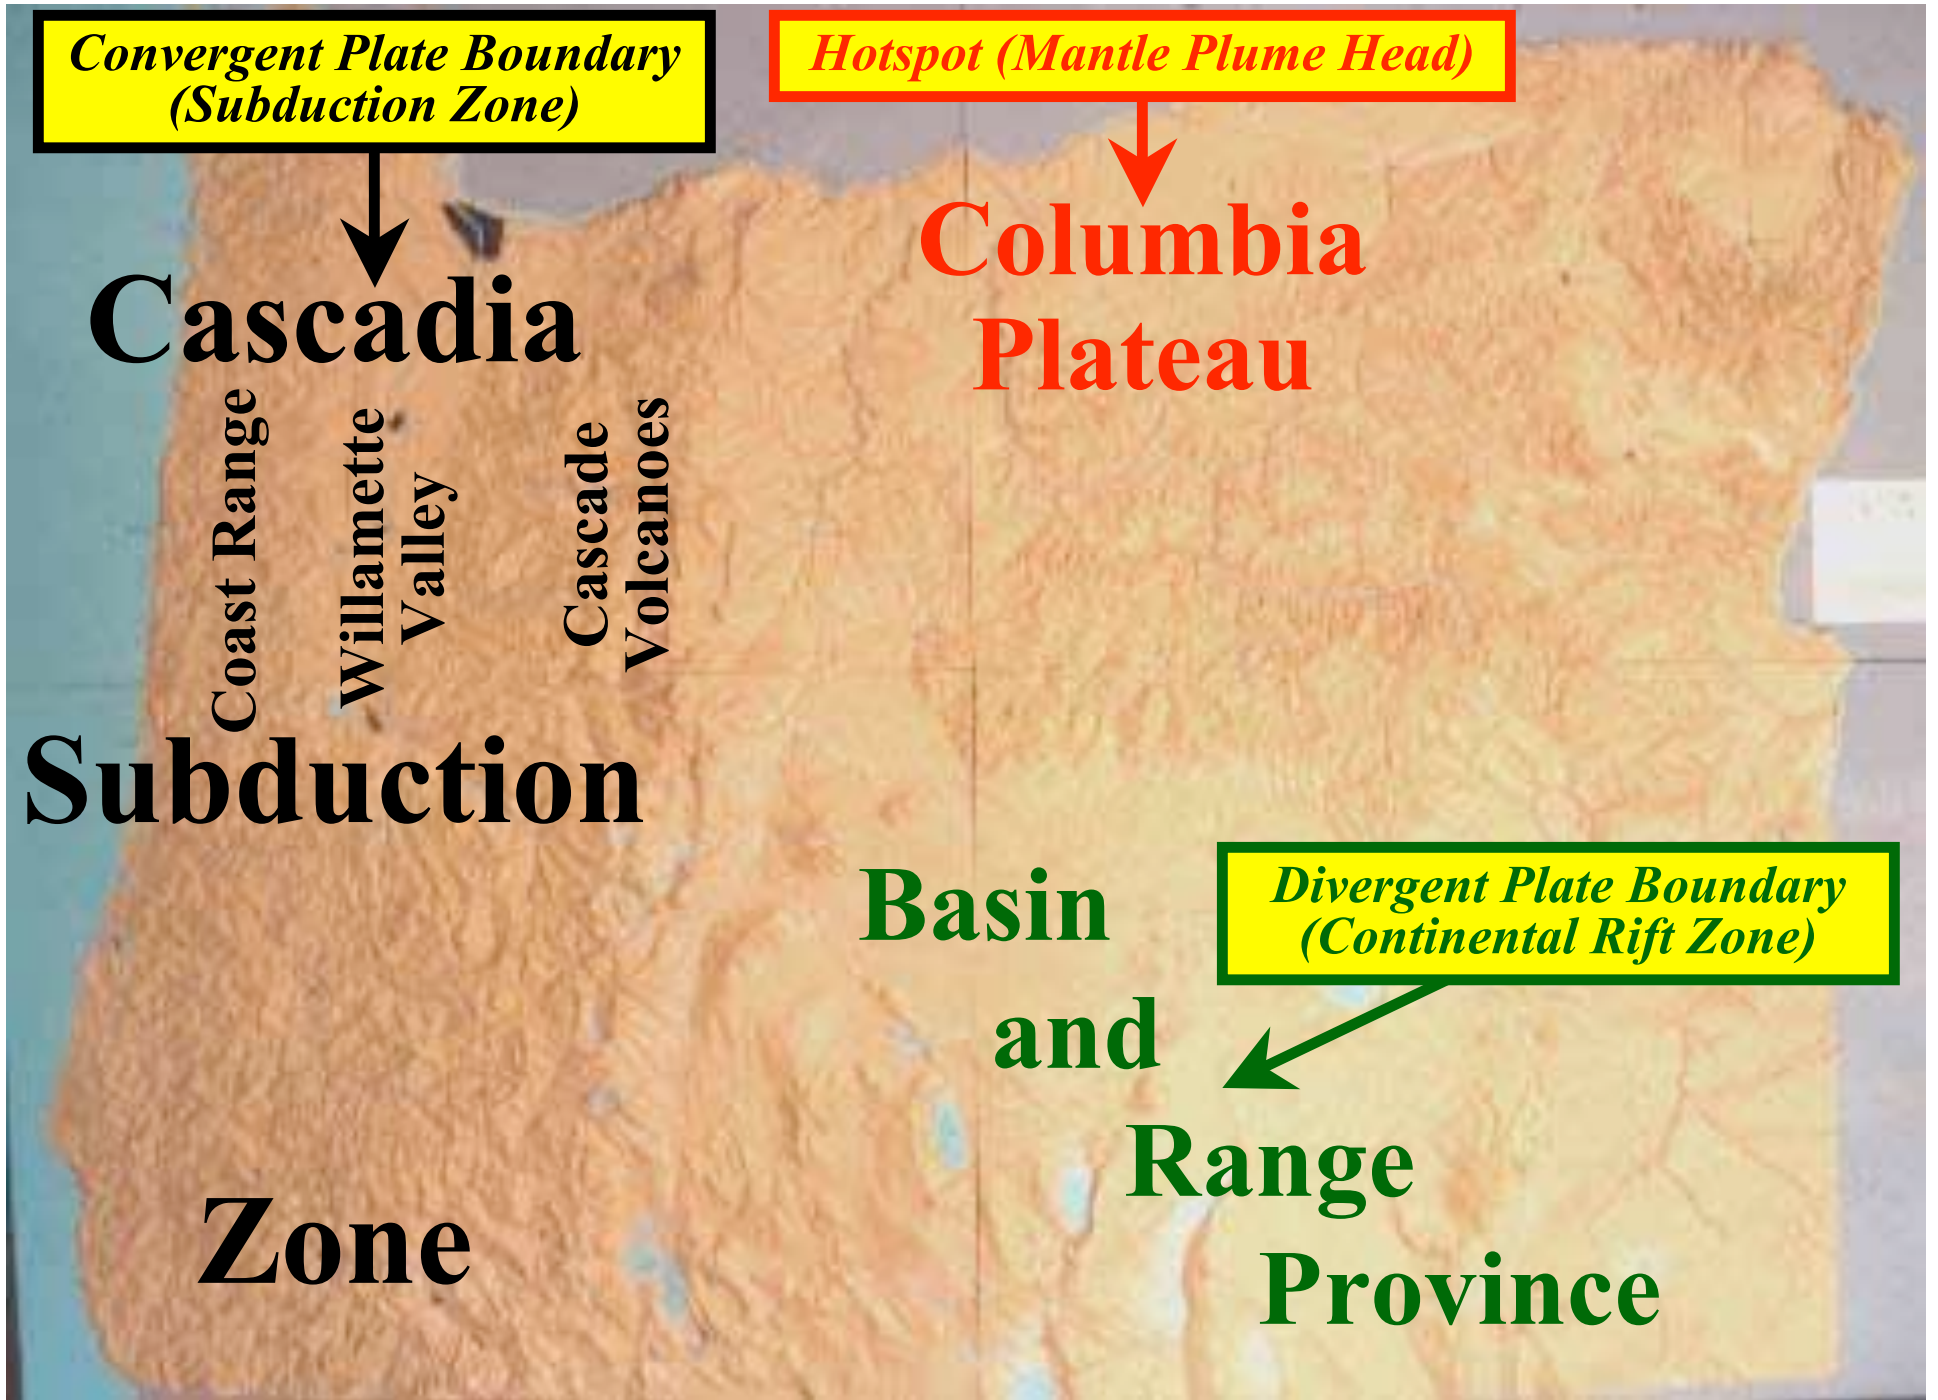 Convergent Plate Boundary
(Subduction Zone)
Hotspot (Mantle Plume Head)
Cascadia
Columbia
Plateau
Coast Range
Willamette
Valley
Cascade
Volcanoes
Subduction
Basin
and
Range
Province
Divergent Plate Boundary
(Continental Rift Zone)
Zone